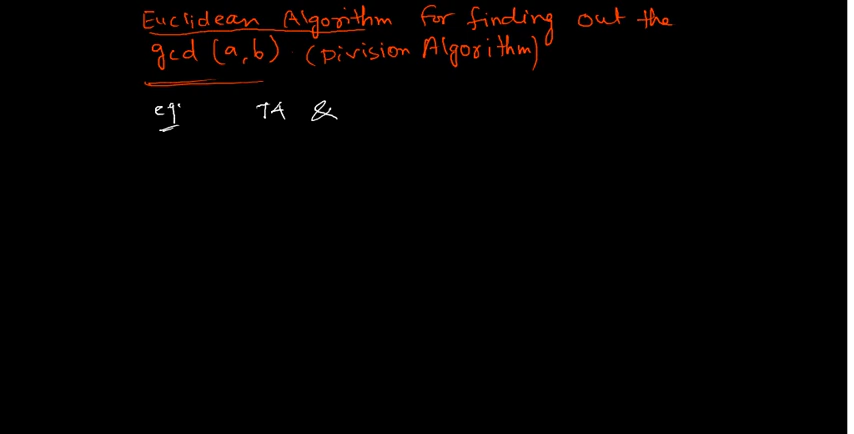 Euclidean Algorithm for finding out the
gcd (a, b). (Division Algorithm)
eg: 74 &